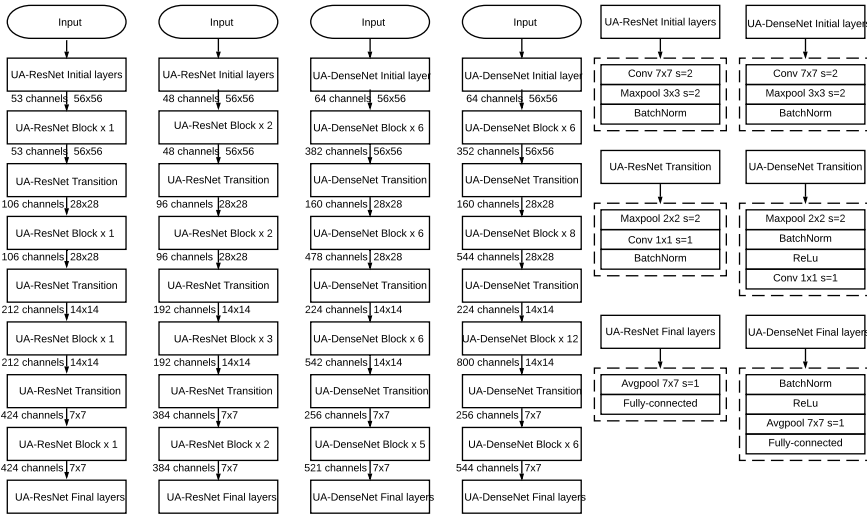 Input
UA-ResNet Initial layers
53 channels 56x56
UA-ResNet Block x 1
53 channels 56x56
UA-ResNet Transition
106 channels 28x28
UA-ResNet Block x 1
106 channels 28x28
UA-ResNet Transition
212 channels 14x14
UA-ResNet Block x 1
212 channels 14x14
UA-ResNet Transition
424 channels 7x7
UA-ResNet Block x 1
424 channels 7x7
UA-ResNet Final layers
Input
UA-ResNet Initial layers
48 channels 56x56
UA-ResNet Block x 2
48 channels 56x56
UA-ResNet Transition
96 channels 28x28
UA-ResNet Block x 2
96 channels 28x28
UA-ResNet Transition
192 channels 14x14
UA-ResNet Block x 3
192 channels 14x14
UA-ResNet Transition
384 channels 7x7
UA-ResNet Block x 2
384 channels 7x7
UA-ResNet Final layers
Input
UA-DenseNet Initial layer
64 channels 56x56
UA-DenseNet Block x 6
382 channels 56x56
UA-DenseNet Transition
160 channels 28x28
UA-DenseNet Block x 6
478 channels 28x28
UA-DenseNet Transition
224 channels 14x14
UA-DenseNet Block x 6
542 channels 14x14
UA-DenseNet Transition
256 channels 7x7
UA-DenseNet Block x 5
521 channels 7x7
UA-DenseNet Final layers
Input
UA-DenseNet Initial layer
64 channels 56x56
UA-DenseNet Block x 6
352 channels 56x56
UA-DenseNet Transition
160 channels 28x28
UA-DenseNet Block x 8
544 channels 28x28
UA-DenseNet Transition
224 channels 14x14
UA-DenseNet Block x 12
800 channels 14x14
UA-DenseNet Transition
256 channels 7x7
UA-DenseNet Block x 6
544 channels 7x7
UA-DenseNet Final layers
UA-ResNet Initial layers
Conv 7x7 s=2
Maxpool 3x3 s=2
BatchNorm
UA-ResNet Transition
Maxpool 2x2 s=2
Conv 1x1 s=1
BatchNorm
UA-ResNet Final layers
Avgpool 7x7 s=1
Fully-connected
UA-DenseNet Initial layers
Conv 7x7 s=2
Maxpool 3x3 s=2
BatchNorm
UA-DenseNet Transition
Maxpool 2x2 s=2
BatchNorm
ReLu
Conv 1x1 s=1
UA-DenseNet Final layers
BatchNorm
ReLu
Avgpool 7x7 s=1
Fully-connected